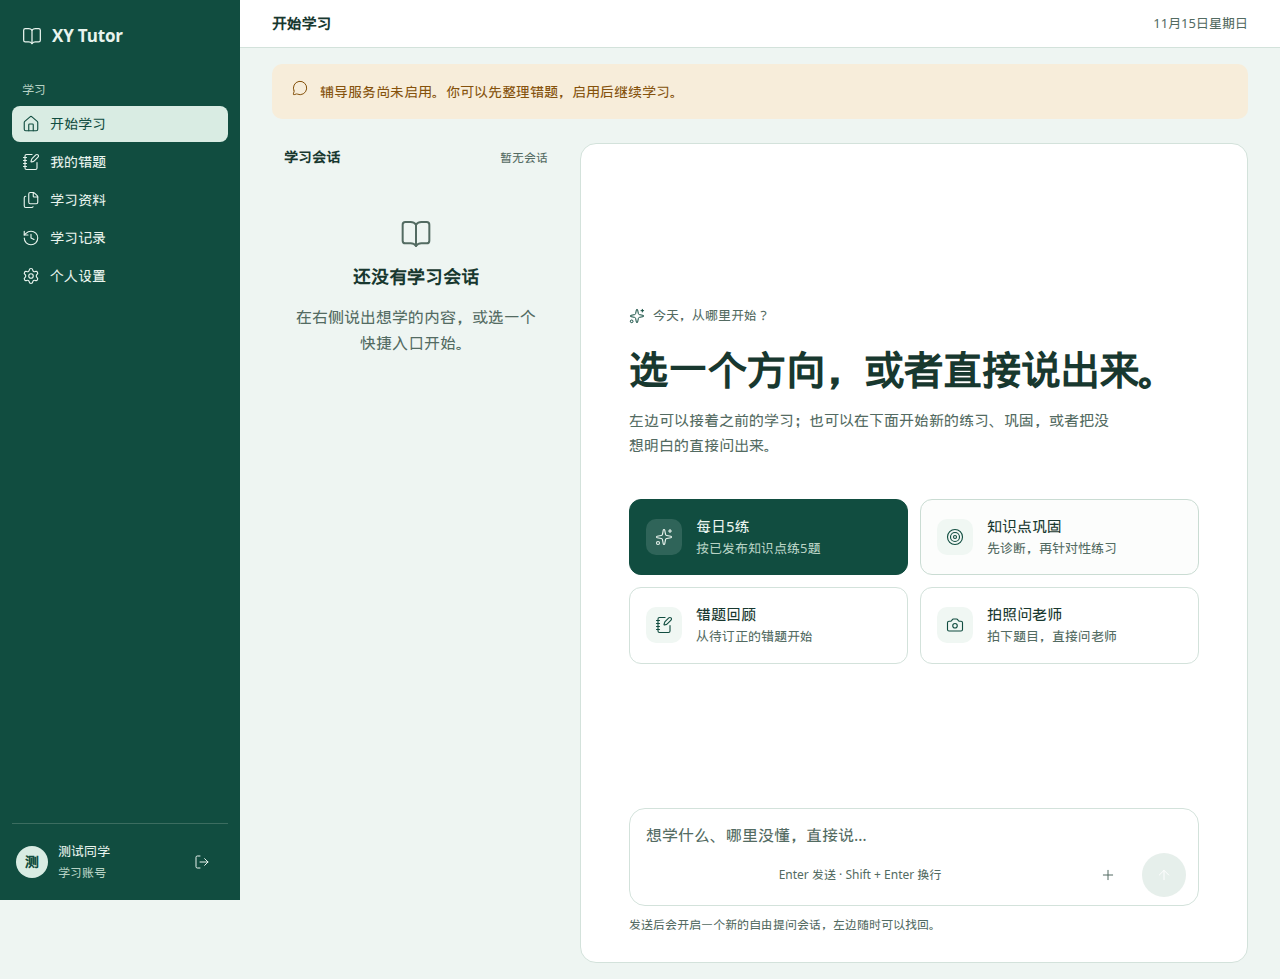 XY Tutor
学习
开始学习
我的错题
学习资料
学习记录
个人设置
测
测试同学
学习账号
开始学习
11月15日星期日
辅导服务尚未启用。你可以先整理错题，启用后继续学习。
学习会话
暂无会话
还没有学习会话
在右侧说出想学的内容，或选一个
快捷入口开始。
今天，从哪里开始？
选一个方向，或者直接说出来。
左边可以接着之前的学习；也可以在下面开始新的练习、巩固，或者把没
想明白的直接问出来。
每日5练
按已发布知识点练5题
知识点巩固
先诊断，再针对性练习
错题回顾
从待订正的错题开始
拍照问老师
拍下题目，直接问老师
想学什么、哪里没懂，直接说...
Enter 发送 · Shift + Enter 换行
发送后会开启一个新的自由提问会话，左边随时可以找回。